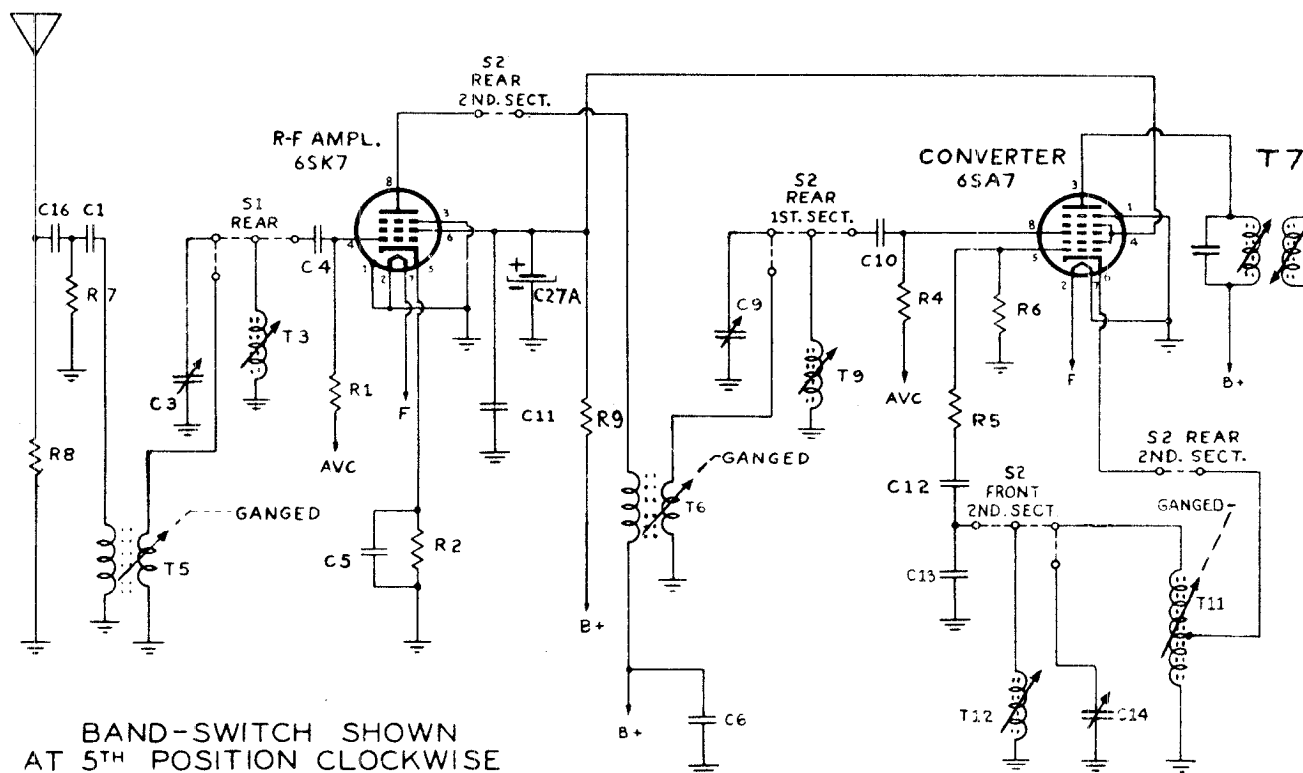 S2
REAR
2ND. SECT.
R-F AMPL.
6SK7
CONVERTER
6SA7
T7
8
3
C16 C1
S1
REAR
S2
REAR
1ST. SECT.
4
3
6
8
1
4
5
C4
1
2
7
5
C10
2
7
6
R7
+
-
C27A
C9
R4
R6
T3
C3
R1
F
C11
R9
T9
AVC
F
B+
R8
AVC
R5
S2 REAR
2ND. SECT.
GANGED
T6
C12
S2
FRONT
2ND. SECT
GANGED
GANGED
T5
C5
R2
C13
T11
B+
T12
C14
B+
C6
BAND-SWITCH SHOWN
AT 5TH POSITION CLOCKWISE